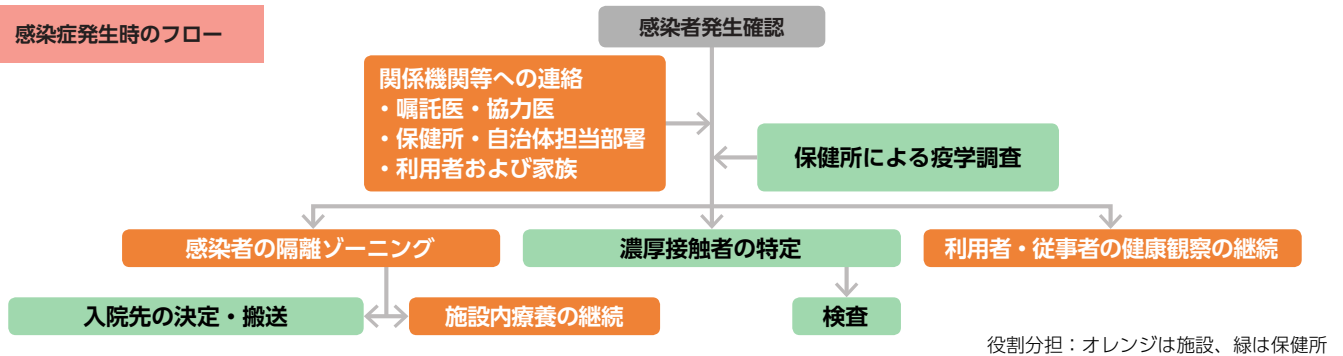 感染症発生時のフロー
感染者発生確認
関係機関等への連絡
・嘱託医・協力医
・保健所・自治体担当部署
・利用者および家族
保健所による疫学調査
感染者の隔離ゾーニング
濃厚接触者の特定
利用者・従事者の健康観察の継続
入院先の決定・搬送
施設内療養の継続
検査
役割分担：オレンジは施設、緑は保健所